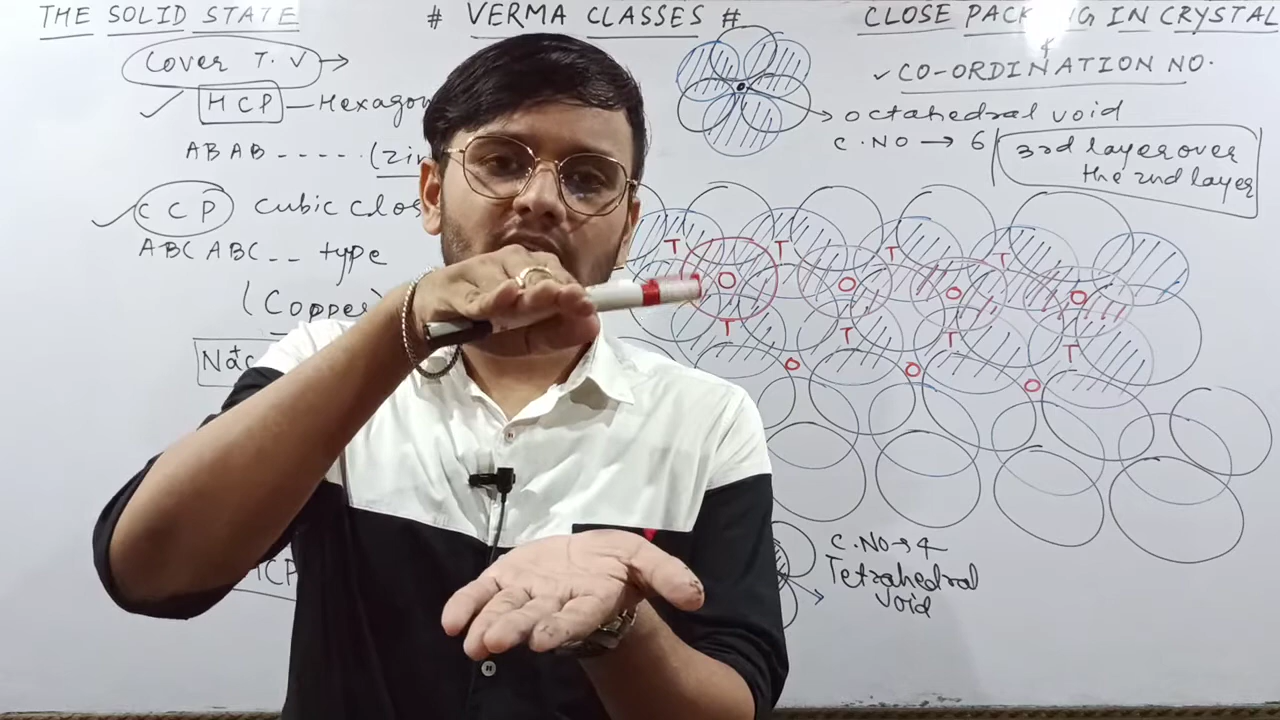 THE SOLID STATE
# VERMA CLASSES #
CLOSE PACKING IN CRYSTAL
&
✓ CO-ORDINATION NO.
Cover T.V →
✓ HCP — Hexagon
ABAB ----- (zin
✓ CCP cubic clos
ABC ABC -- type
(Copper)
octahedral void
C.NO → 6
3rd layer over
the 2nd layer
T T T T
O O O O
T T T T
O O O
HCP
C.NO → 4
Tetrahedral
void